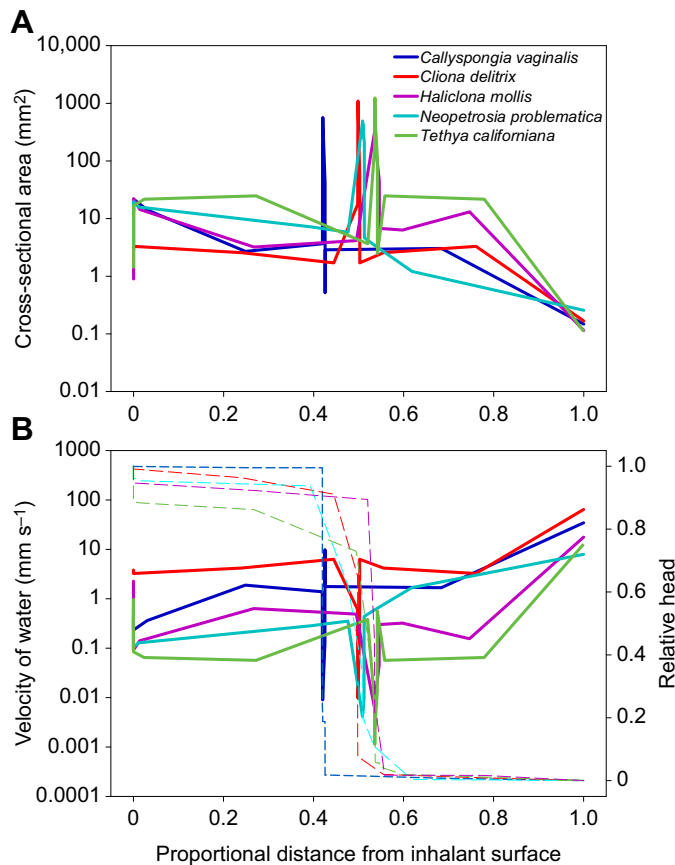 A
Cross-sectional area (mm²)
10,000
1000
100
10
1
0.1
0.01
Callyspongia vaginalis
Cliona delitrix
Haliclona mollis
Neopetrosia problematica
Tethya californiana
0 0.2 0.4 0.6 0.8 1.0
B
Velocity of water (mm s⁻¹)
1000
100
10
1
0.1
0.01
0.001
0.0001
1.0
0.8
0.6
0.4
0.2
0
Relative head
0 0.2 0.4 0.6 0.8 1.0
Proportional distance from inhalant surface